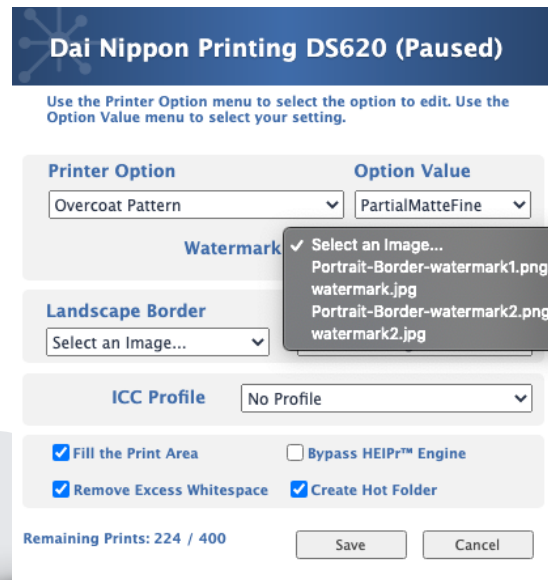 Dai Nippon Printing DS620 (Paused)
Use the Printer Option menu to select the option to edit. Use the
Option Value menu to select your setting.
Printer Option
Option Value
Overcoat Pattern
PartialMatteFine
Watermark
Select an Image...
Portrait-Border-watermark1.png
watermark.jpg
Portrait-Border-watermark2.png
watermark2.jpg
Landscape Border
Select an Image...
ICC Profile
No Profile
Fill the Print Area
Bypass HEIPr™ Engine
Remove Excess Whitespace
Create Hot Folder
Remaining Prints: 224 / 400
Save
Cancel